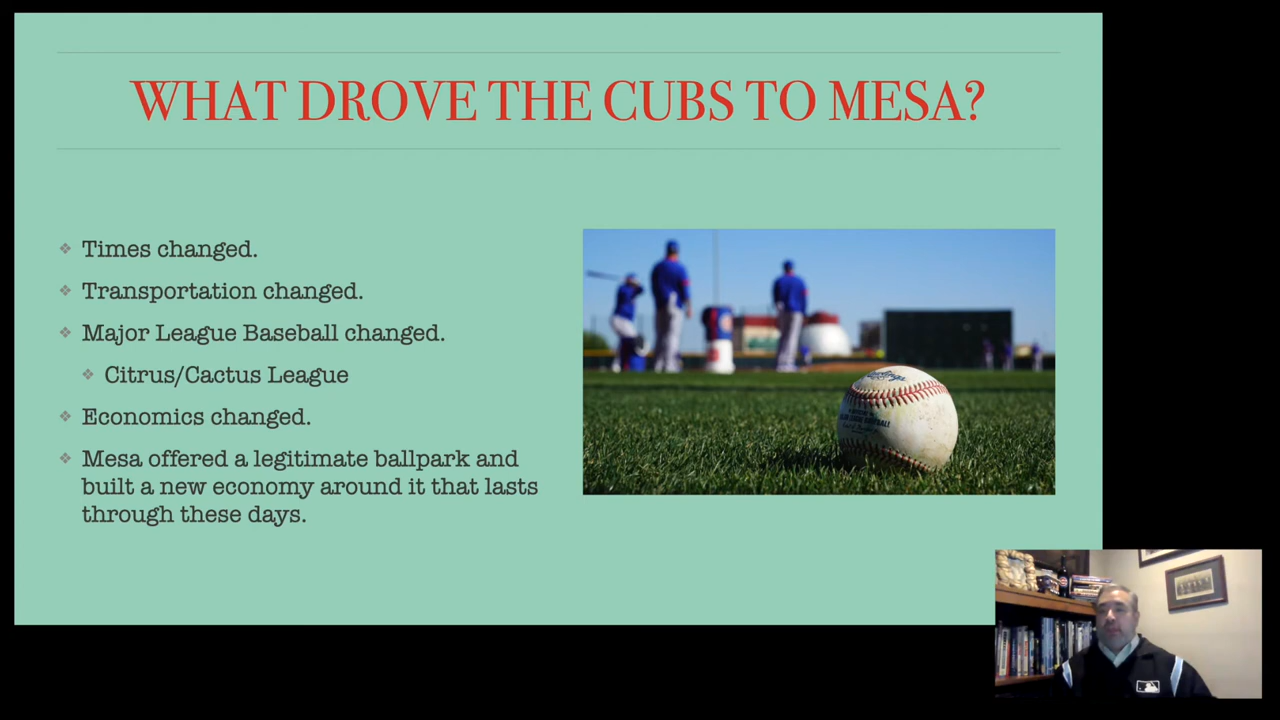 WHAT DROVE THE CUBS TO MESA?
Times changed.
Transportation changed.
Major League Baseball changed.
Citrus/Cactus League
Economics changed.
Mesa offered a legitimate ballpark and
built a new economy around it that lasts
through these days.
Rawlings